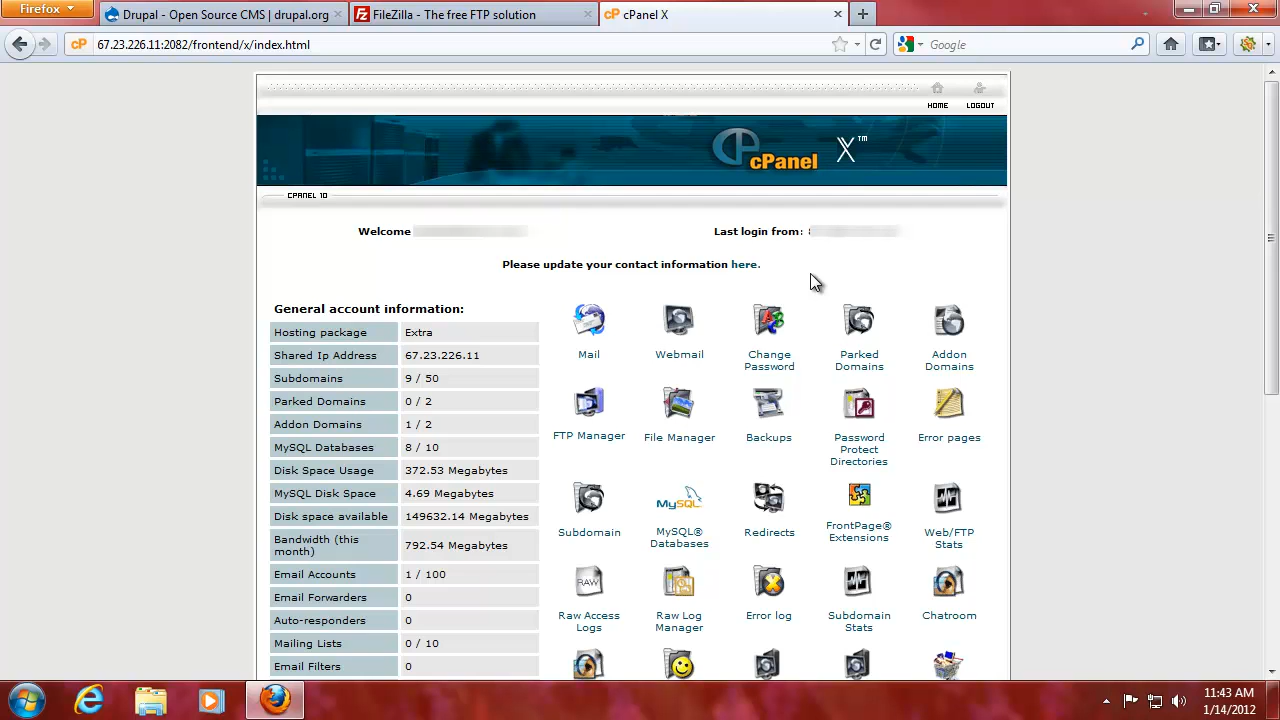 Firefox
Drupal - Open Source CMS | drupal.org
FileZilla - The free FTP solution
cP cPanel X
cP 67.23.226.11:2082/frontend/x/index.html
Google
HOME LOGOUT
cPanel X ™
CPANEL 10
Welcome
Last login from:
Please update your contact information here.
General account information:
Hosting package Extra
Shared Ip Address 67.23.226.11
Subdomains 9 / 50
Parked Domains 0 / 2
Addon Domains 1 / 2
MySQL Databases 8 / 10
Disk Space Usage 372.53 Megabytes
MySQL Disk Space 4.69 Megabytes
Disk space available 149632.14 Megabytes
Bandwidth (this
month) 792.54 Megabytes
Email Accounts 1 / 100
Email Forwarders 0
Auto-responders 0
Mailing Lists 0 / 10
Email Filters 0
Mail
Webmail
Change
Password
Parked
Domains
Addon
Domains
FTP Manager
File Manager
Backups
Password
Protect
Directories
Error pages
Subdomain
MySQL
MySQL®
Databases
Redirects
FrontPage®
Extensions
Web/FTP
Stats
RAW
Raw Access
Logs
Raw Log
Manager
Error log
Subdomain
Stats
Chatroom
11:43 AM
1/14/2012